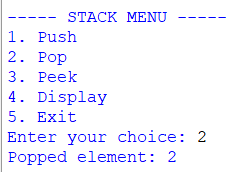 ----- STACK MENU -----
1. Push
2. Pop
3. Peek
4. Display
5. Exit
Enter your choice: 2
Popped element: 2